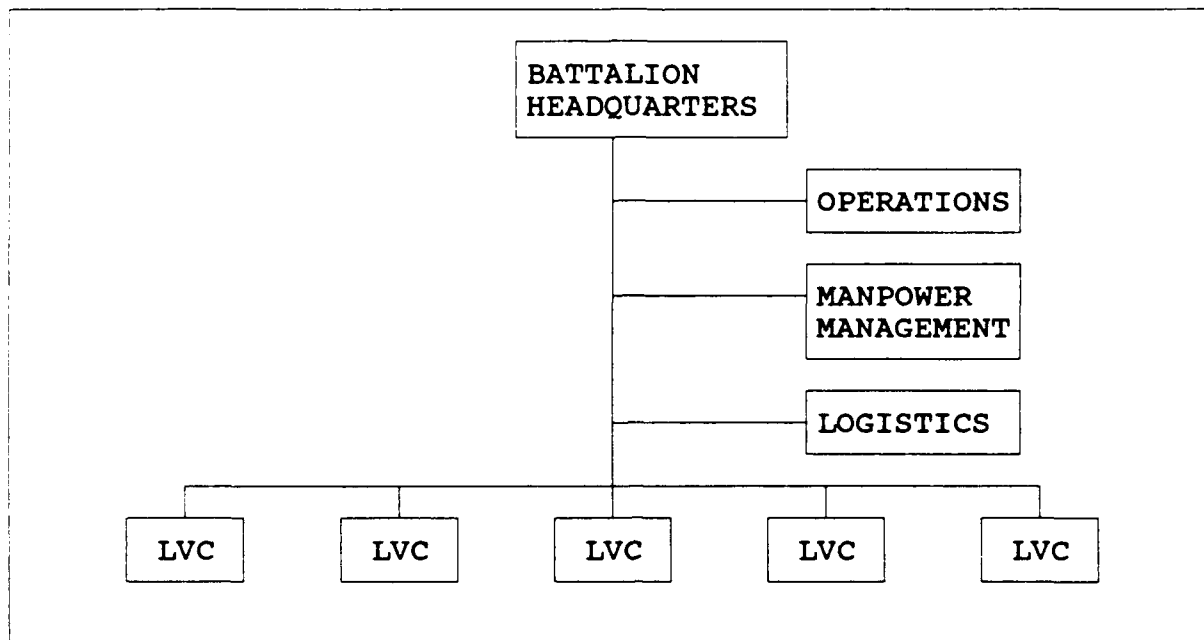 BATTALION
HEADQUARTERS
OPERATIONS
MANPOWER
MANAGEMENT
LOGISTICS
LVC
LVC
LVC
LVC
LVC